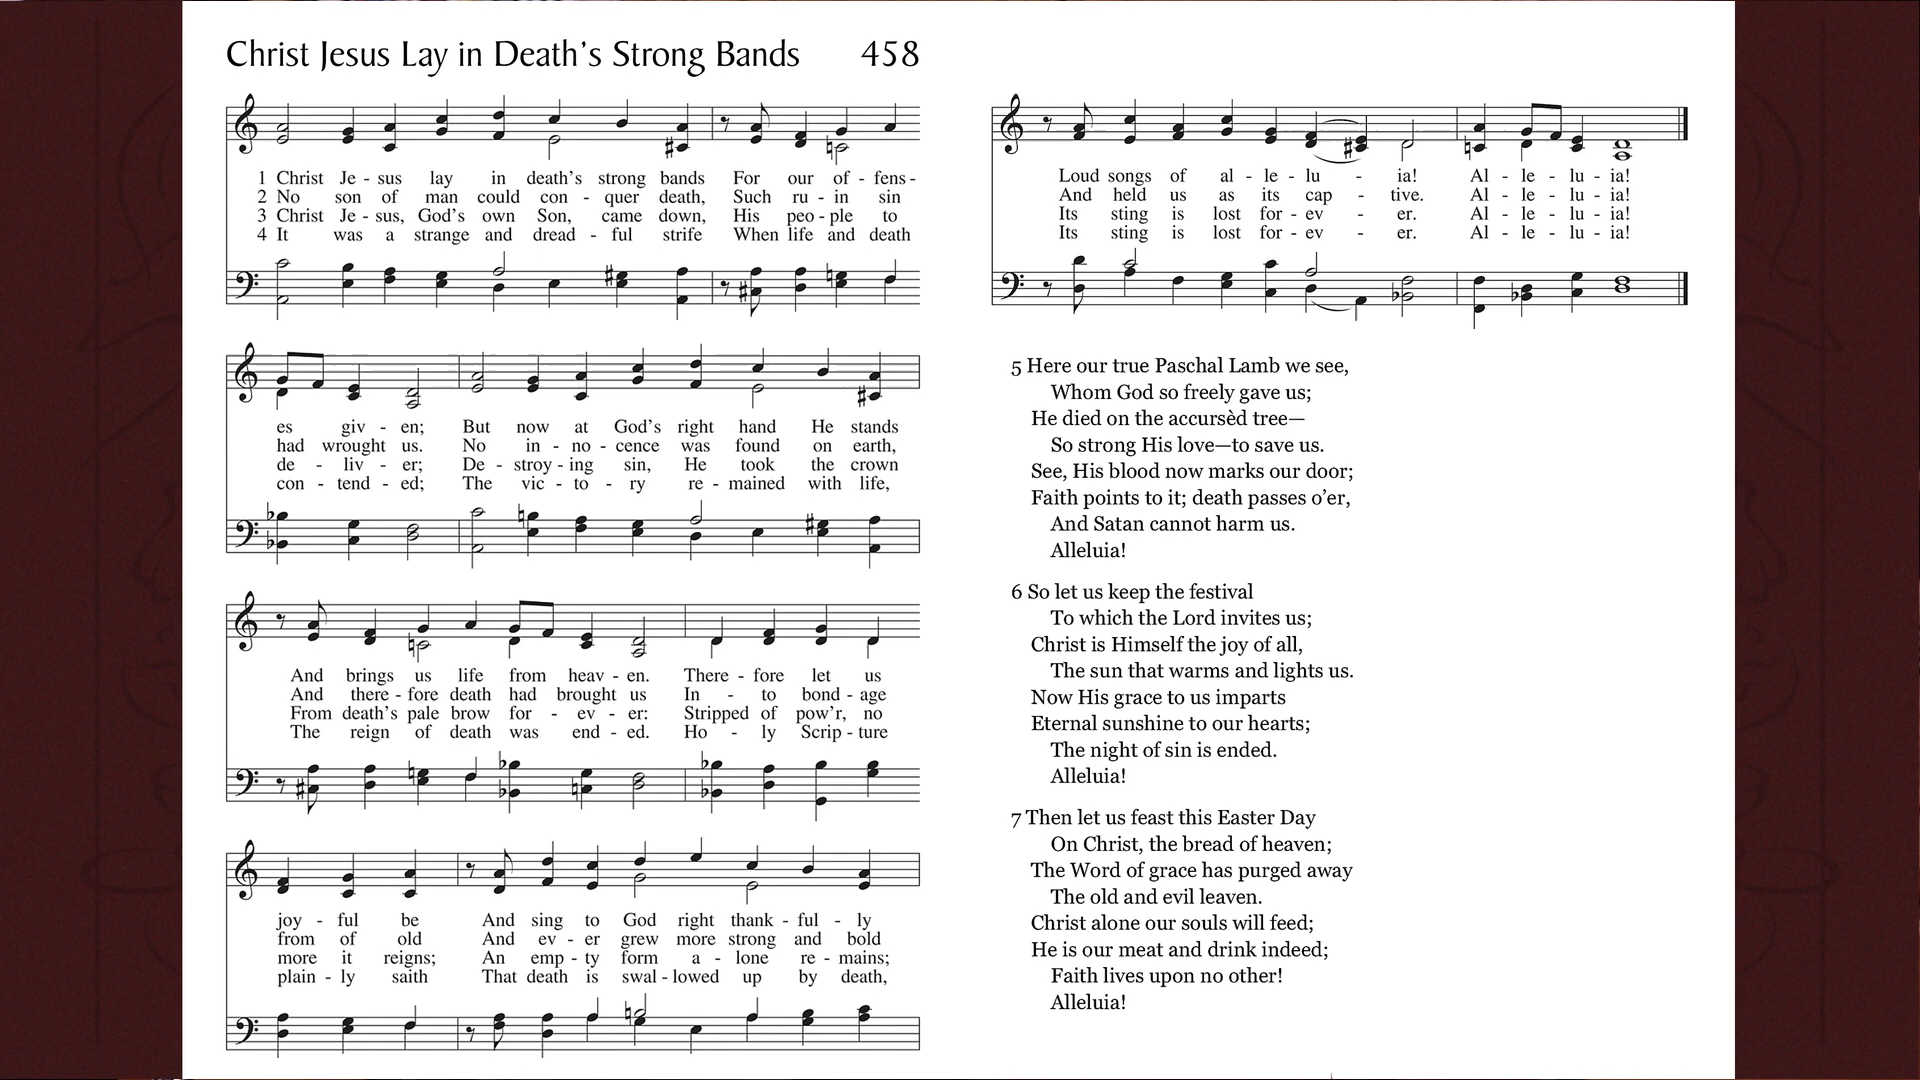 Christ Jesus Lay in Death's Strong Bands 458
1 Christ Je - sus lay in death's strong bands For our of - fens -
2 No son of man could con - quer death, Such ru - in sin
3 Christ Je - sus, God's own Son, came down, His peo - ple to
4 It was a strange and dread - ful strife When life and death
es giv - en; But now at God's right hand He stands
had wrought us. No in - no - cence was found on earth,
de - liv - er; De - stroy - ing sin, He took the crown
con - tend - ed; The vic - to - ry re - mained with life,
And brings us life from heav - en. There - fore let us
And there - fore death had brought us In - to bond - age
From death's pale brow for - ev - er: Stripped of pow'r, no
The reign of death was end - ed. Ho - ly Scrip - ture
joy - ful be And sing to God right thank - ful - ly
from of old And ev - er grew more strong and bold
more it reigns; An emp - ty form a - lone re - mains;
plain - ly saith That death is swal - lowed up by death,
Loud songs of al - le - lu - ia! Al - le - lu - ia!
And held us as its cap - tive. Al - le - lu - ia!
Its sting is lost for - ev - er. Al - le - lu - ia!
Its sting is lost for - ev - er. Al - le - lu - ia!
5 Here our true Paschal Lamb we see,
Whom God so freely gave us;
He died on the accursèd tree—
So strong His love—to save us.
See, His blood now marks our door;
Faith points to it; death passes o'er,
And Satan cannot harm us.
Alleluia!
6 So let us keep the festival
To which the Lord invites us;
Christ is Himself the joy of all,
The sun that warms and lights us.
Now His grace to us imparts
Eternal sunshine to our hearts;
The night of sin is ended.
Alleluia!
7 Then let us feast this Easter Day
On Christ, the bread of heaven;
The Word of grace has purged away
The old and evil leaven.
Christ alone our souls will feed;
He is our meat and drink indeed;
Faith lives upon no other!
Alleluia!